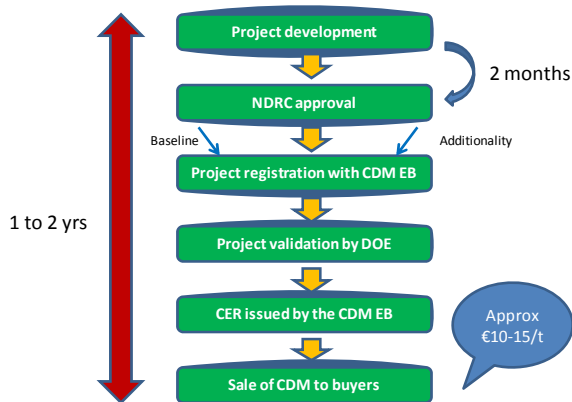 Project development
2 months
NDRC approval
Baseline
Additionality
Project registration with CDM EB
1 to 2 yrs
Project validation by DOE
CER issued by the CDM EB
Approx
€10-15/t
Sale of CDM to buyers